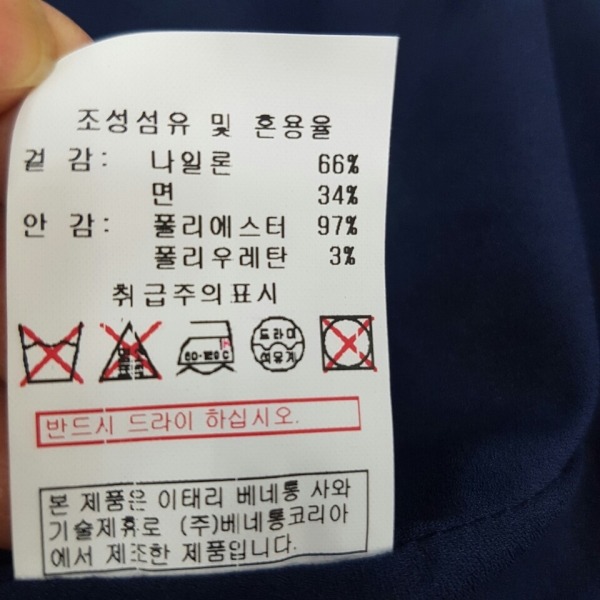 조성섬유 및 혼용율
겉 감: 나일론 66%
면 34%
안 감: 폴리에스터 97%
폴리우레탄 3%
취급주의표시
드라이
석유계
반드시 드라이 하십시오.
본 제품은 이태리 베네통 사와
기술제휴로 (주)베네통코리아
에서 제조한 제품입니다.